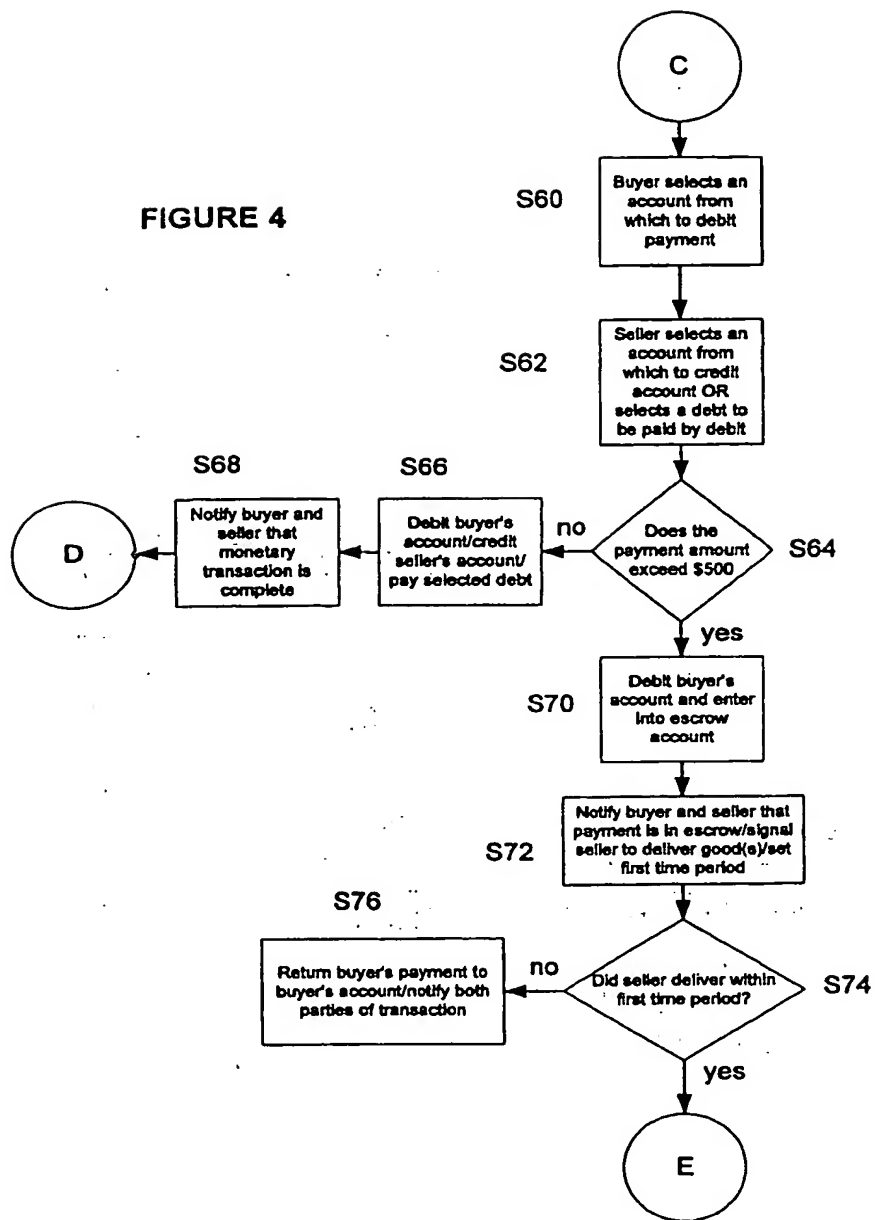 C
S60
Buyer selects an
account from
which to debit
payment
FIGURE 4
S62
Seller selects an
account from
which to credit
account OR
selects a debt to
be paid by debit
S68
S66
D
Notify buyer and
seller that
monetary
transaction is
complete
Debit buyer's
account/credit
seller's account/
pay selected debt
no
Does the
payment amount
exceed $500
S64
yes
S70
Debit buyer's
account and enter
into escrow
account
S72
Notify buyer and seller that
payment is in escrow/signal
seller to deliver good(s)/set
first time period
S76
Return buyer's payment to
buyer's account/notify both
parties of transaction
no
Did seller deliver within
first time period?
S74
yes
E